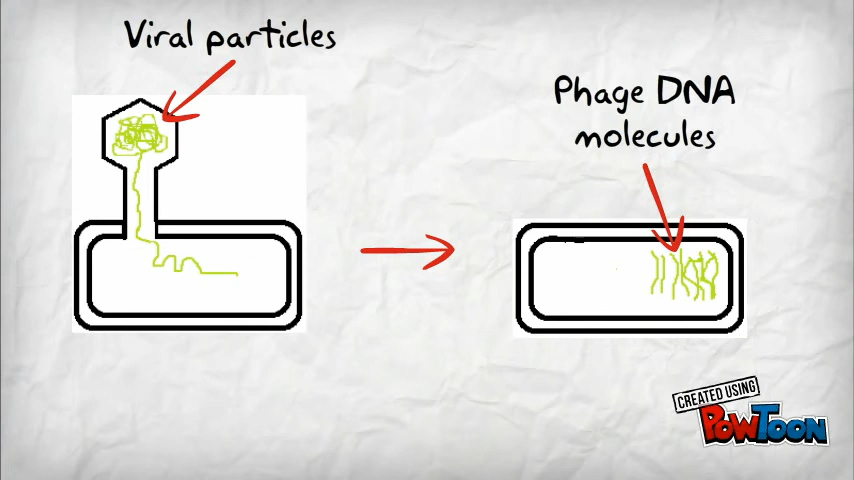 Viral particles
Phage DNA
molecules
CREATED USING
POWTOON